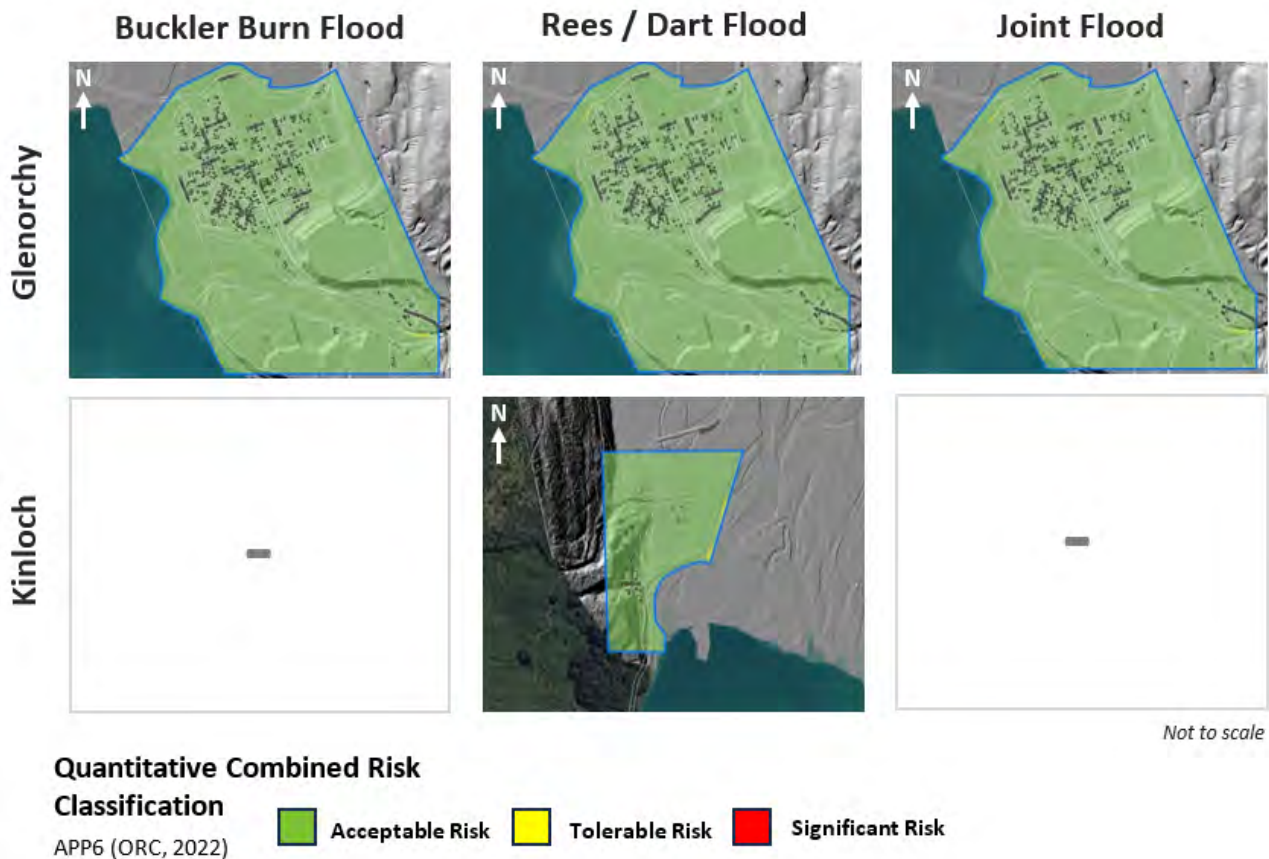 Buckler Burn Flood
Rees / Dart Flood
Joint Flood
Glenorchy
N
N
N
Kinloch
N
Not to scale
Quantitative Combined Risk
Classification
APP6 (ORC, 2022)
Acceptable Risk
Tolerable Risk
Significant Risk